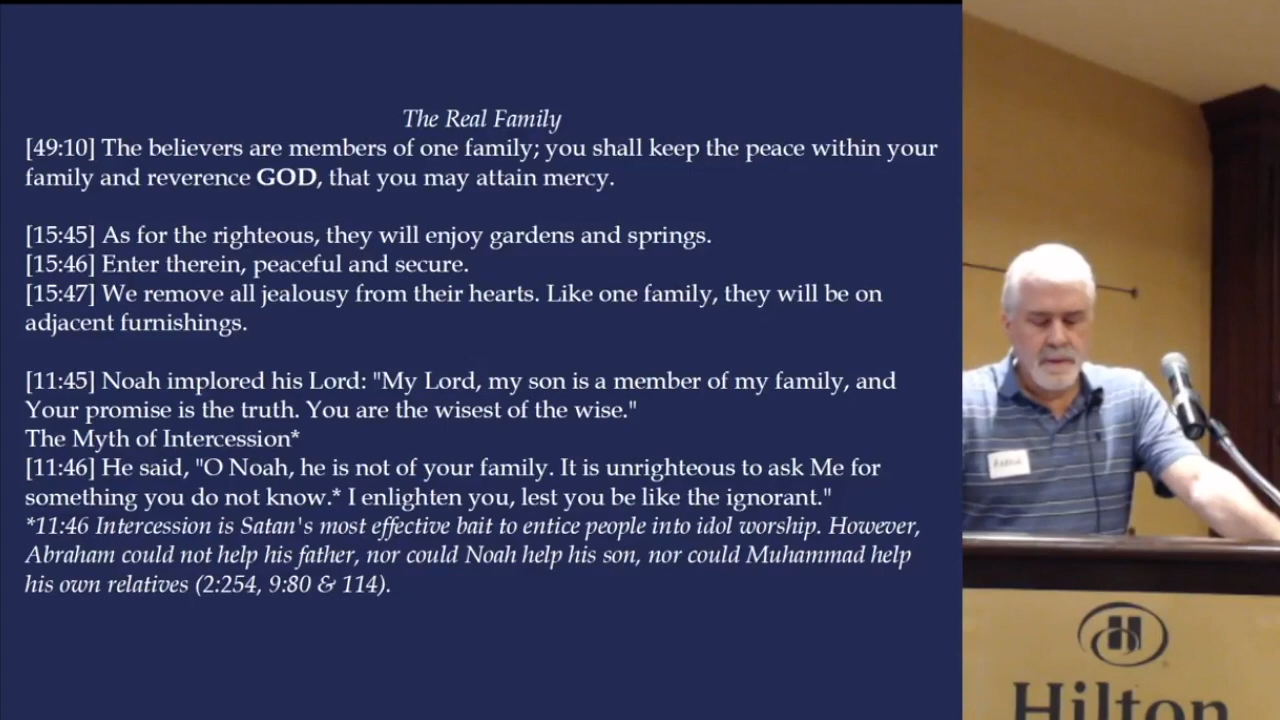 The Real Family
[49:10] The believers are members of one family; you shall keep the peace within your
family and reverence GOD, that you may attain mercy.
[15:45] As for the righteous, they will enjoy gardens and springs.
[15:46] Enter therein, peaceful and secure.
[15:47] We remove all jealousy from their hearts. Like one family, they will be on
adjacent furnishings.
[11:45] Noah implored his Lord: "My Lord, my son is a member of my family, and
Your promise is the truth. You are the wisest of the wise."
The Myth of Intercession*
[11:46] He said, "O Noah, he is not of your family. It is unrighteous to ask Me for
something you do not know.* I enlighten you, lest you be like the ignorant."
*11:46 Intercession is Satan's most effective bait to entice people into idol worship. However,
Abraham could not help his father, nor could Noah help his son, nor could Muhammad help
his own relatives (2:254, 9:80 & 114).
Hilton